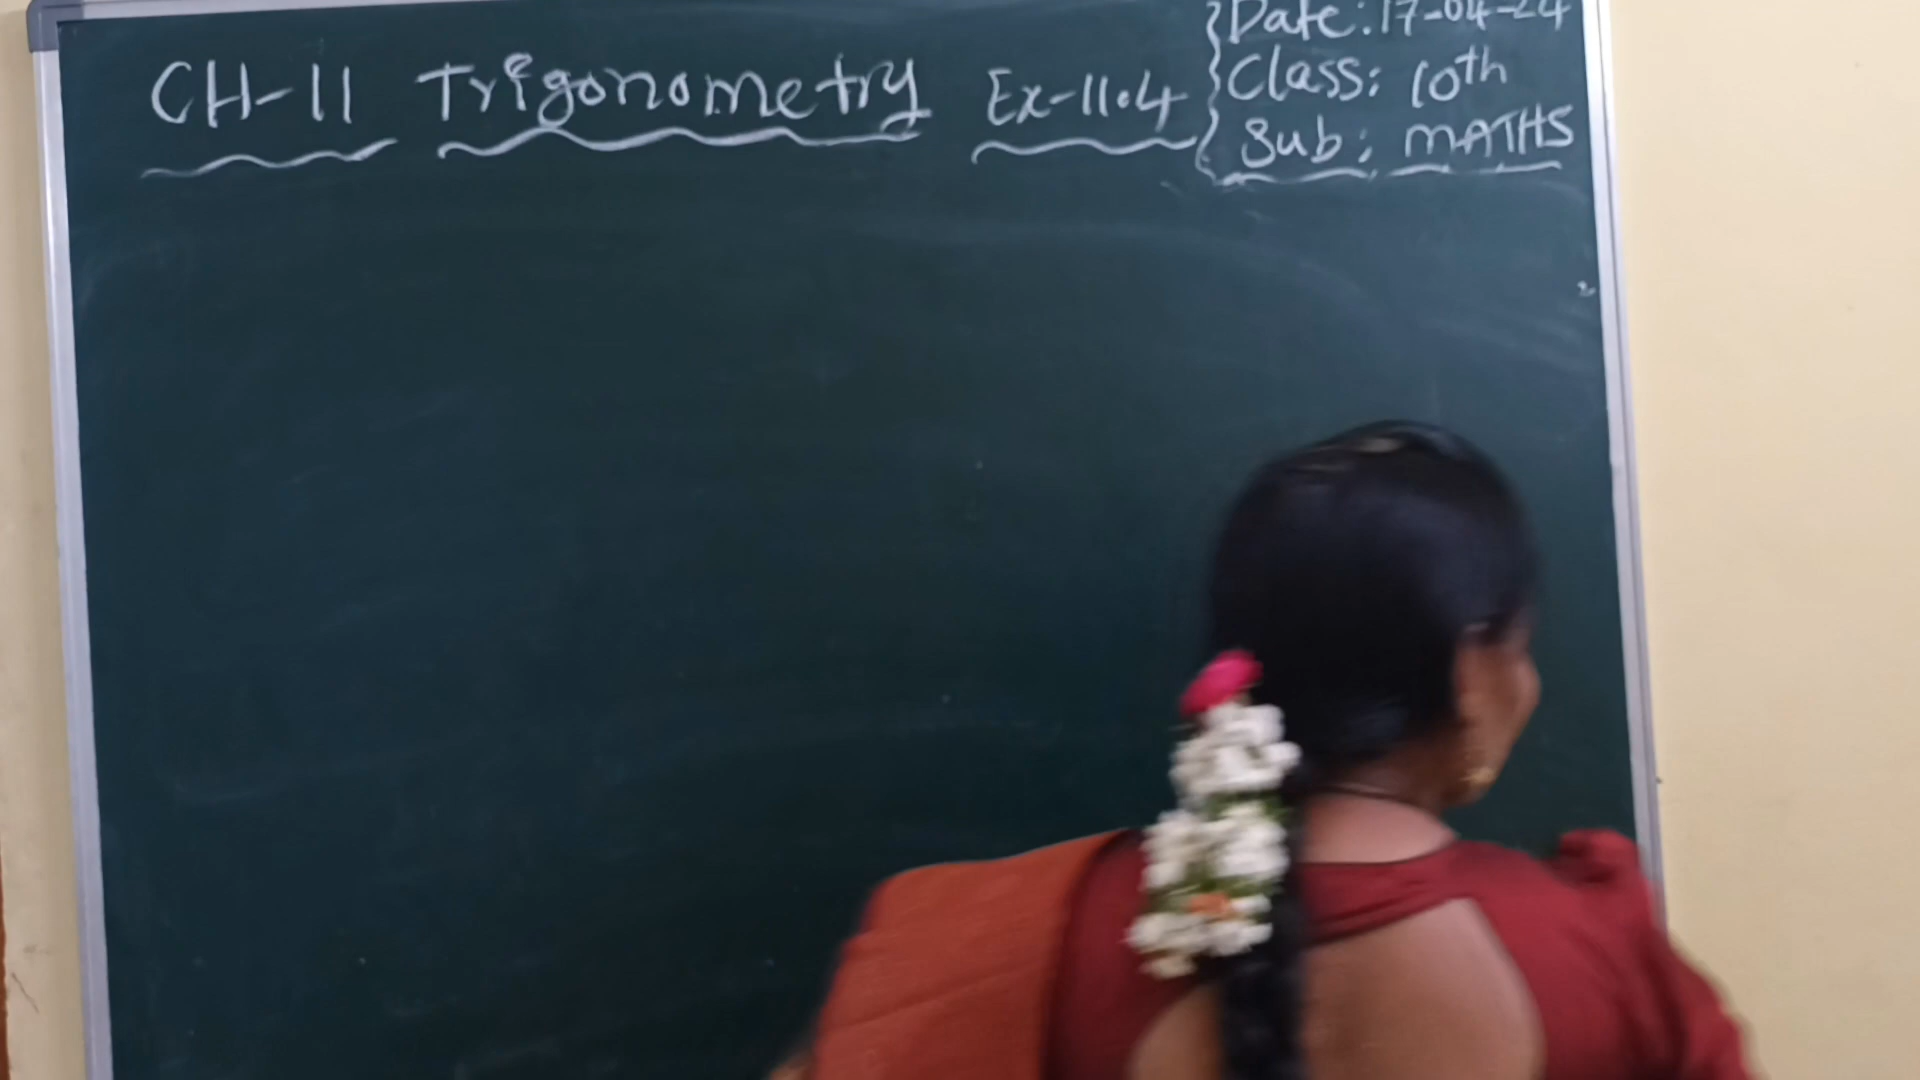 CH-11 Trigonometry Ex-11.4
Date: 17-04-24
Class: 10th
Sub: MATHS